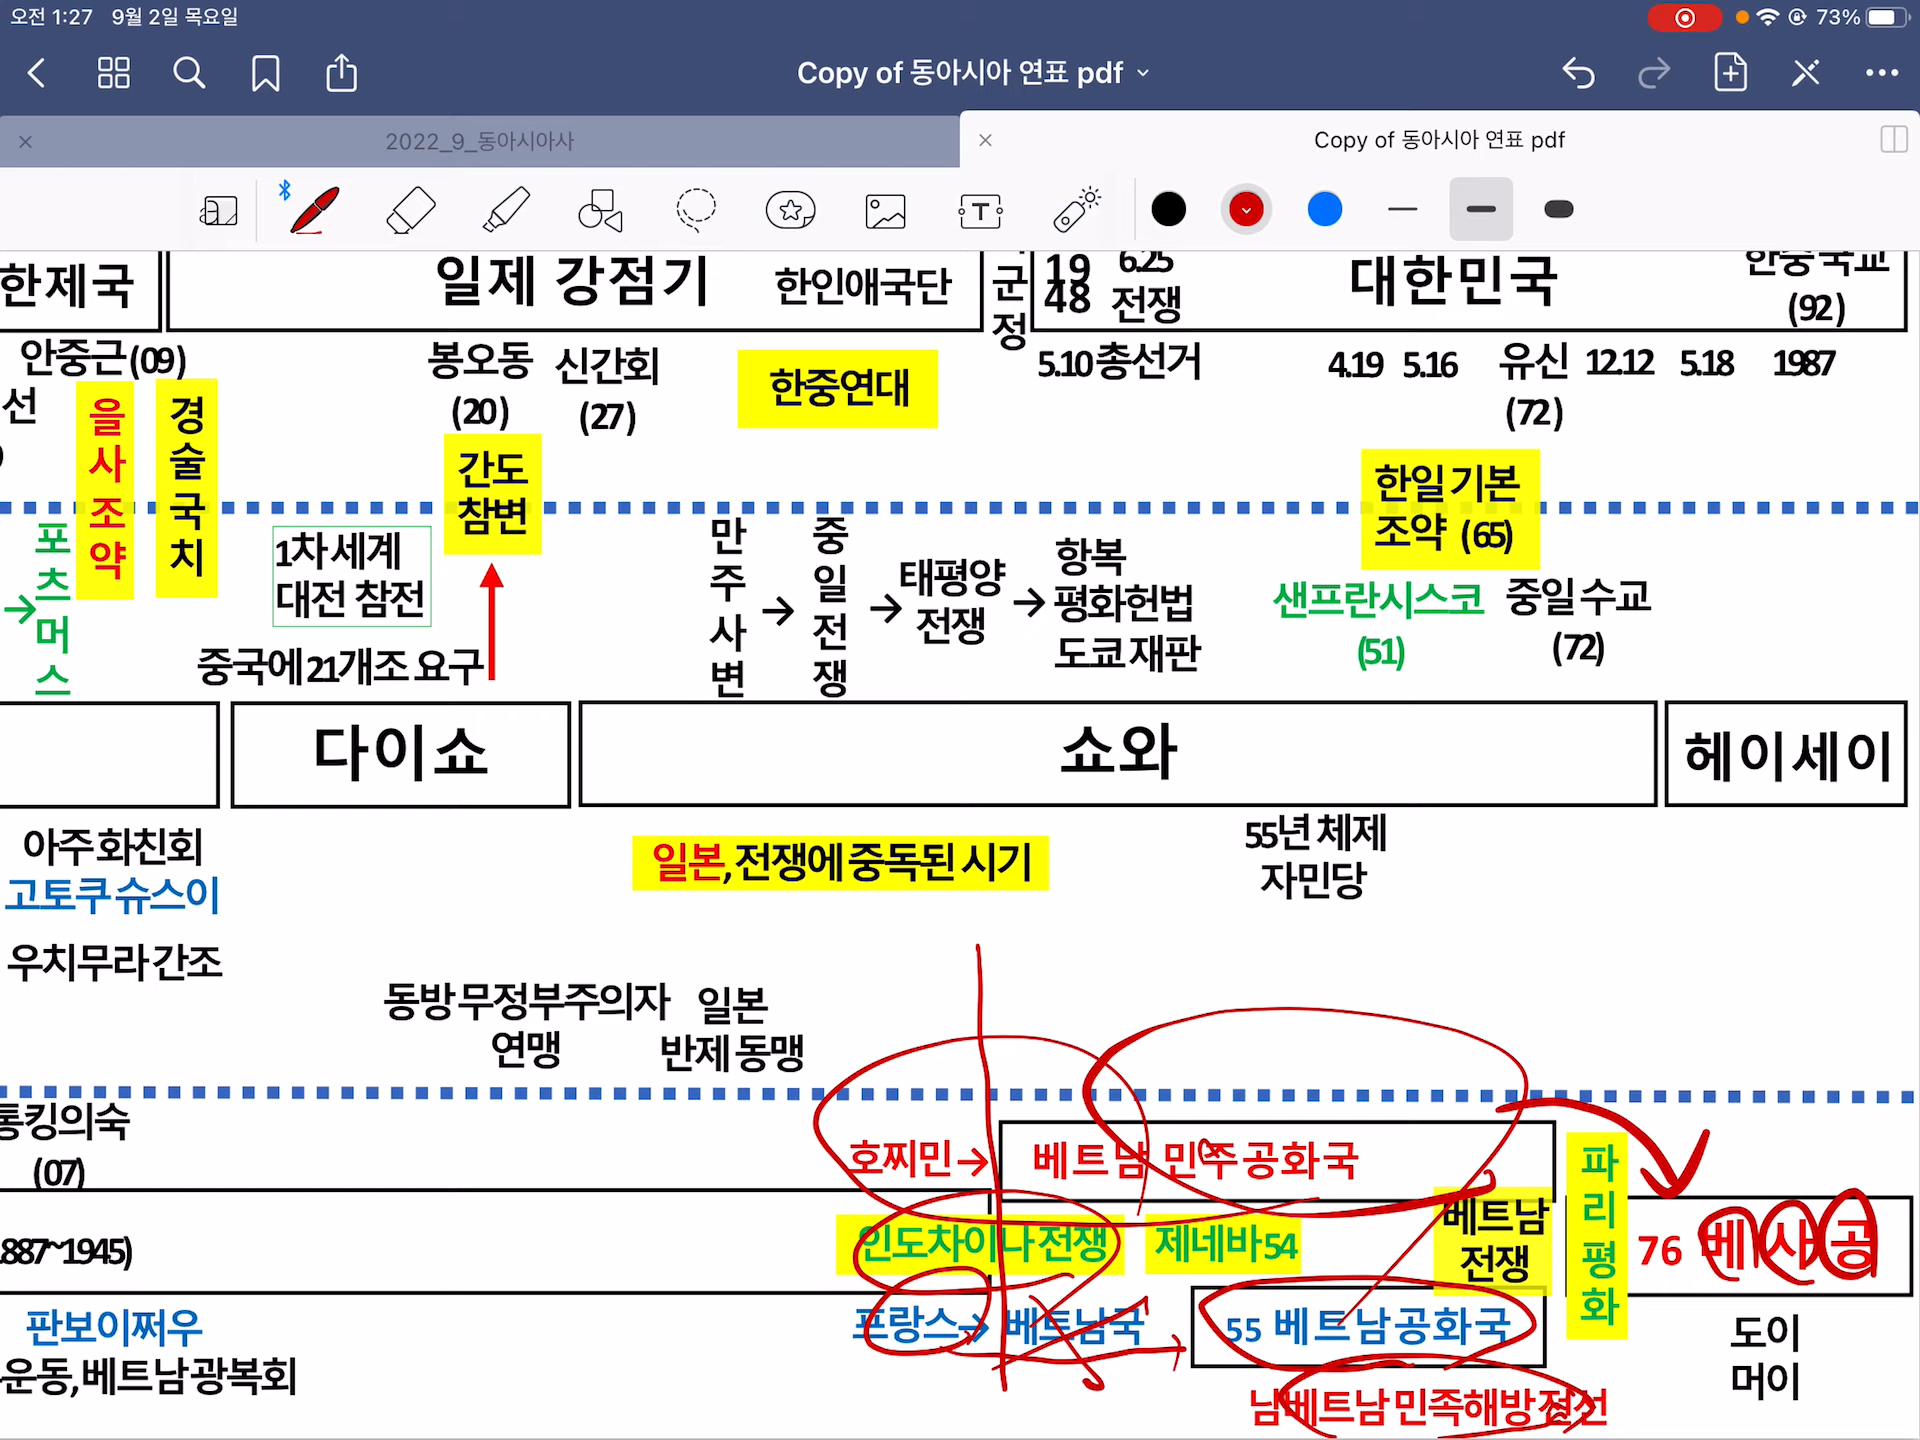 오전 1:27 9월 2일 목요일
73%
Copy of 동아시아 연표 pdf
2022_9_동아시아사
Copy of 동아시아 연표 pdf
한제국
일제 강점기 한인애국단
군정
1948
6.25
전쟁
대한민국
한중 국교
(92)
안중근(09)
선
을사조약
경술국치
봉오동
(20)
신간회
(27)
한중연대
5.10총선거
4.19 5.16
유신
(72)
12.12 5.18 1987
간도
참변
한일 기본
조약 (65)
→포츠머스
1차 세계
대전 참전
중국에 21개조 요구
만주사변
→
중일전쟁
→
태평양
전쟁
→
항복
평화헌법
도쿄 재판
샌프란시스코
(51)
중일 수교
(72)
다이쇼
쇼와
헤이세이
아주 화친회
고토쿠 슈스이
우치무라 간조
일본, 전쟁에 중독된 시기
55년 체제
자민당
동방 무정부주의자
연맹
일본
반제 동맹
통킹의숙
(07)
호찌민→
베트남 민주 공화국
887~1945)
인도차이나 전쟁
제네바 54
베트남
전쟁
파리평화
76 베사공
판보이쩌우
운동, 베트남 광복회
프랑스→ 베트남국
55 베트남공화국
남베트남 민족해방 전선
도이
머이